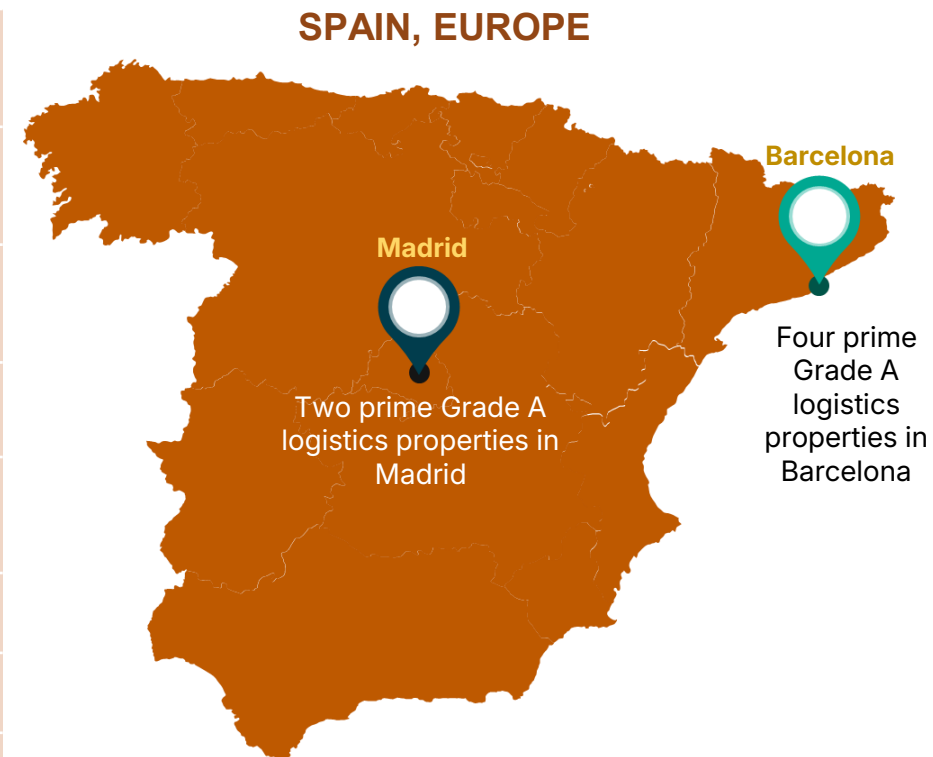 SPAIN, EUROPE
Barcelona
Madrid
Two prime Grade A
logistics properties in
Madrid
Four prime
Grade A
logistics
properties in
Barcelona